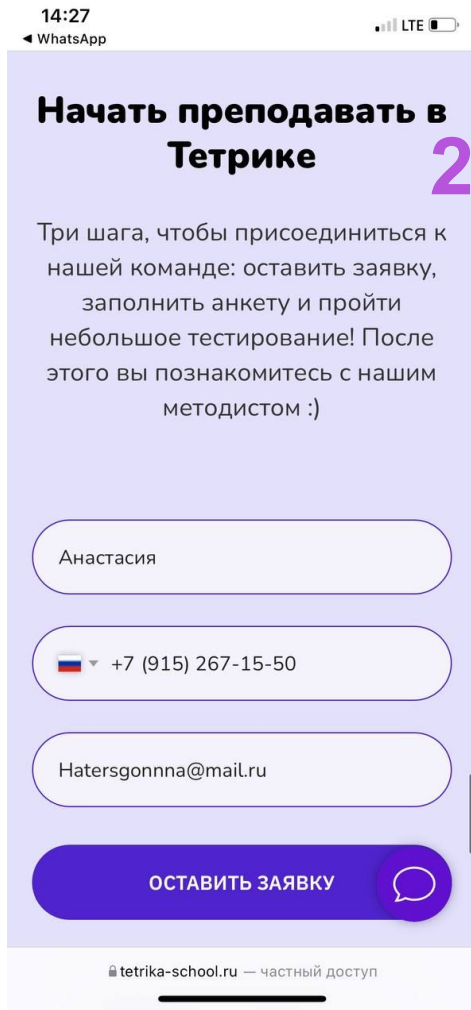 14:27
◀ WhatsApp
LTE
Начать преподавать в
Тетрике
2
Три шага, чтобы присоединиться к
нашей команде: оставить заявку,
заполнить анкету и пройти
небольшое тестирование! После
этого вы познакомитесь с нашим
методистом :)
Анастасия
+7 (915) 267-15-50
Hatersgonnna@mail.ru
ОСТАВИТЬ ЗАЯВКУ
tetrika-school.ru — частный доступ